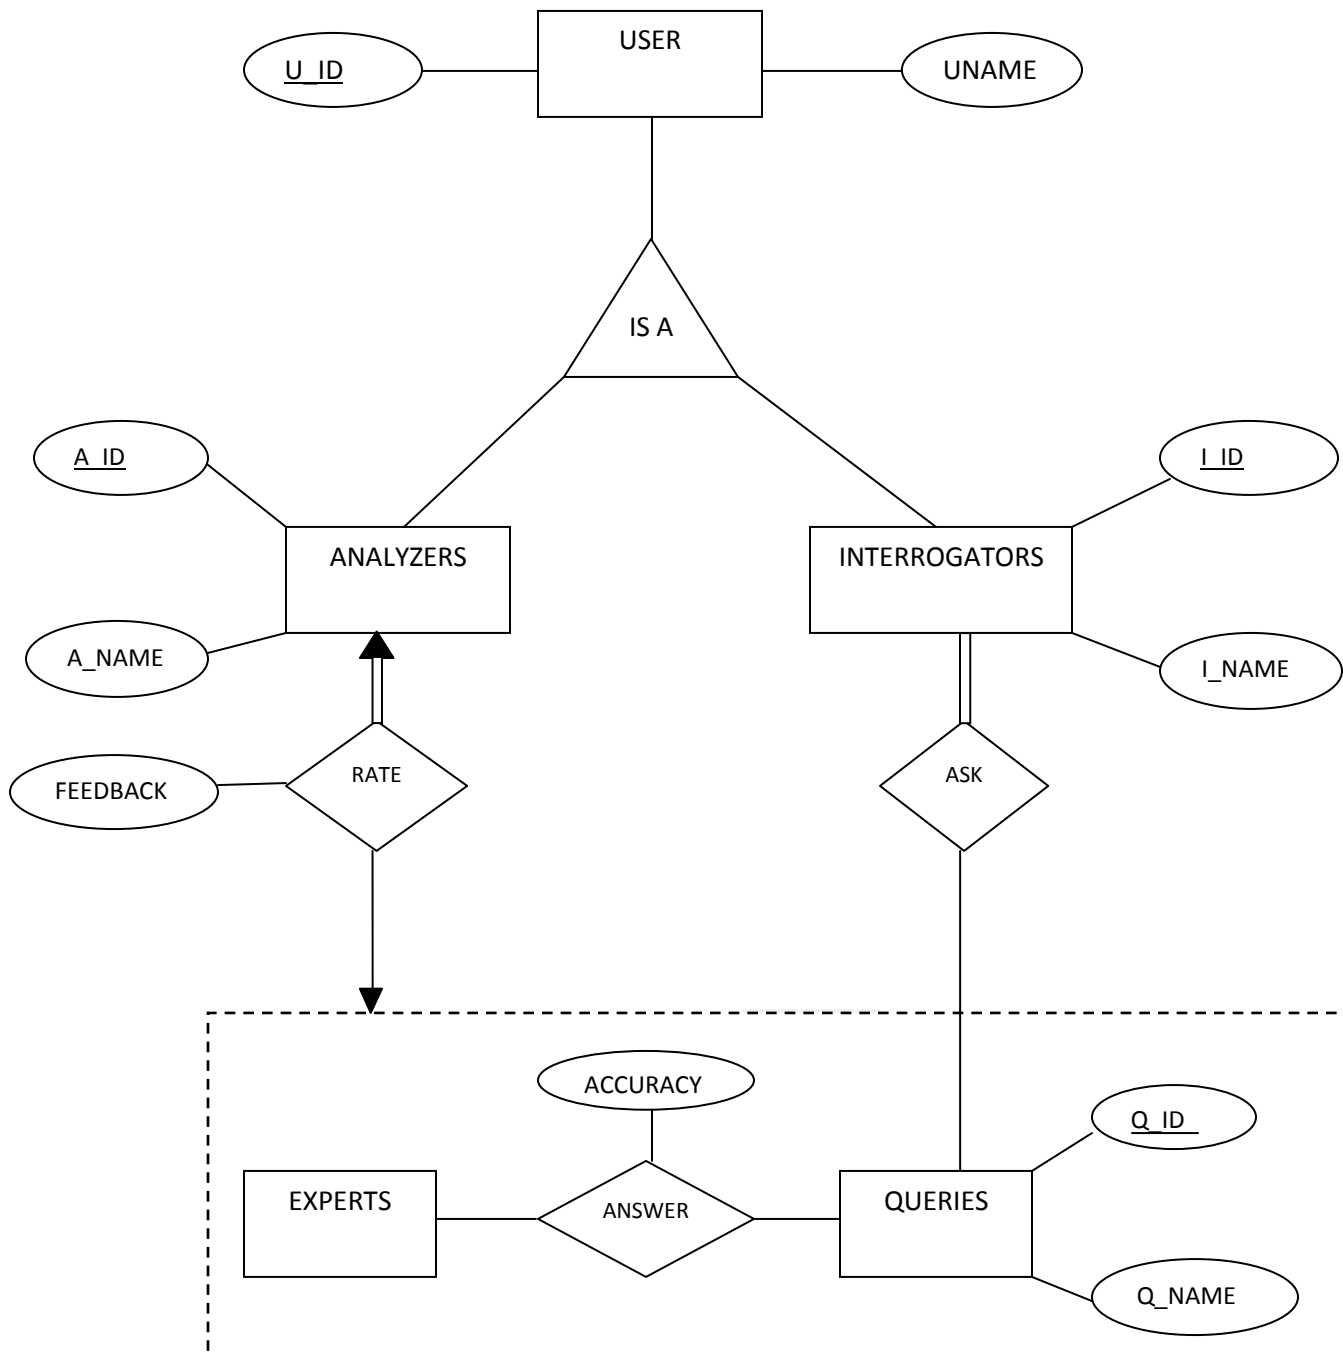 USER
U_ID
UNAME
IS A
A_ID
I_ID
ANALYZERS
INTERROGATORS
A_NAME
I_NAME
FEEDBACK
RATE
ASK
ACCURACY
Q_ID
EXPERTS
ANSWER
QUERIES
Q_NAME